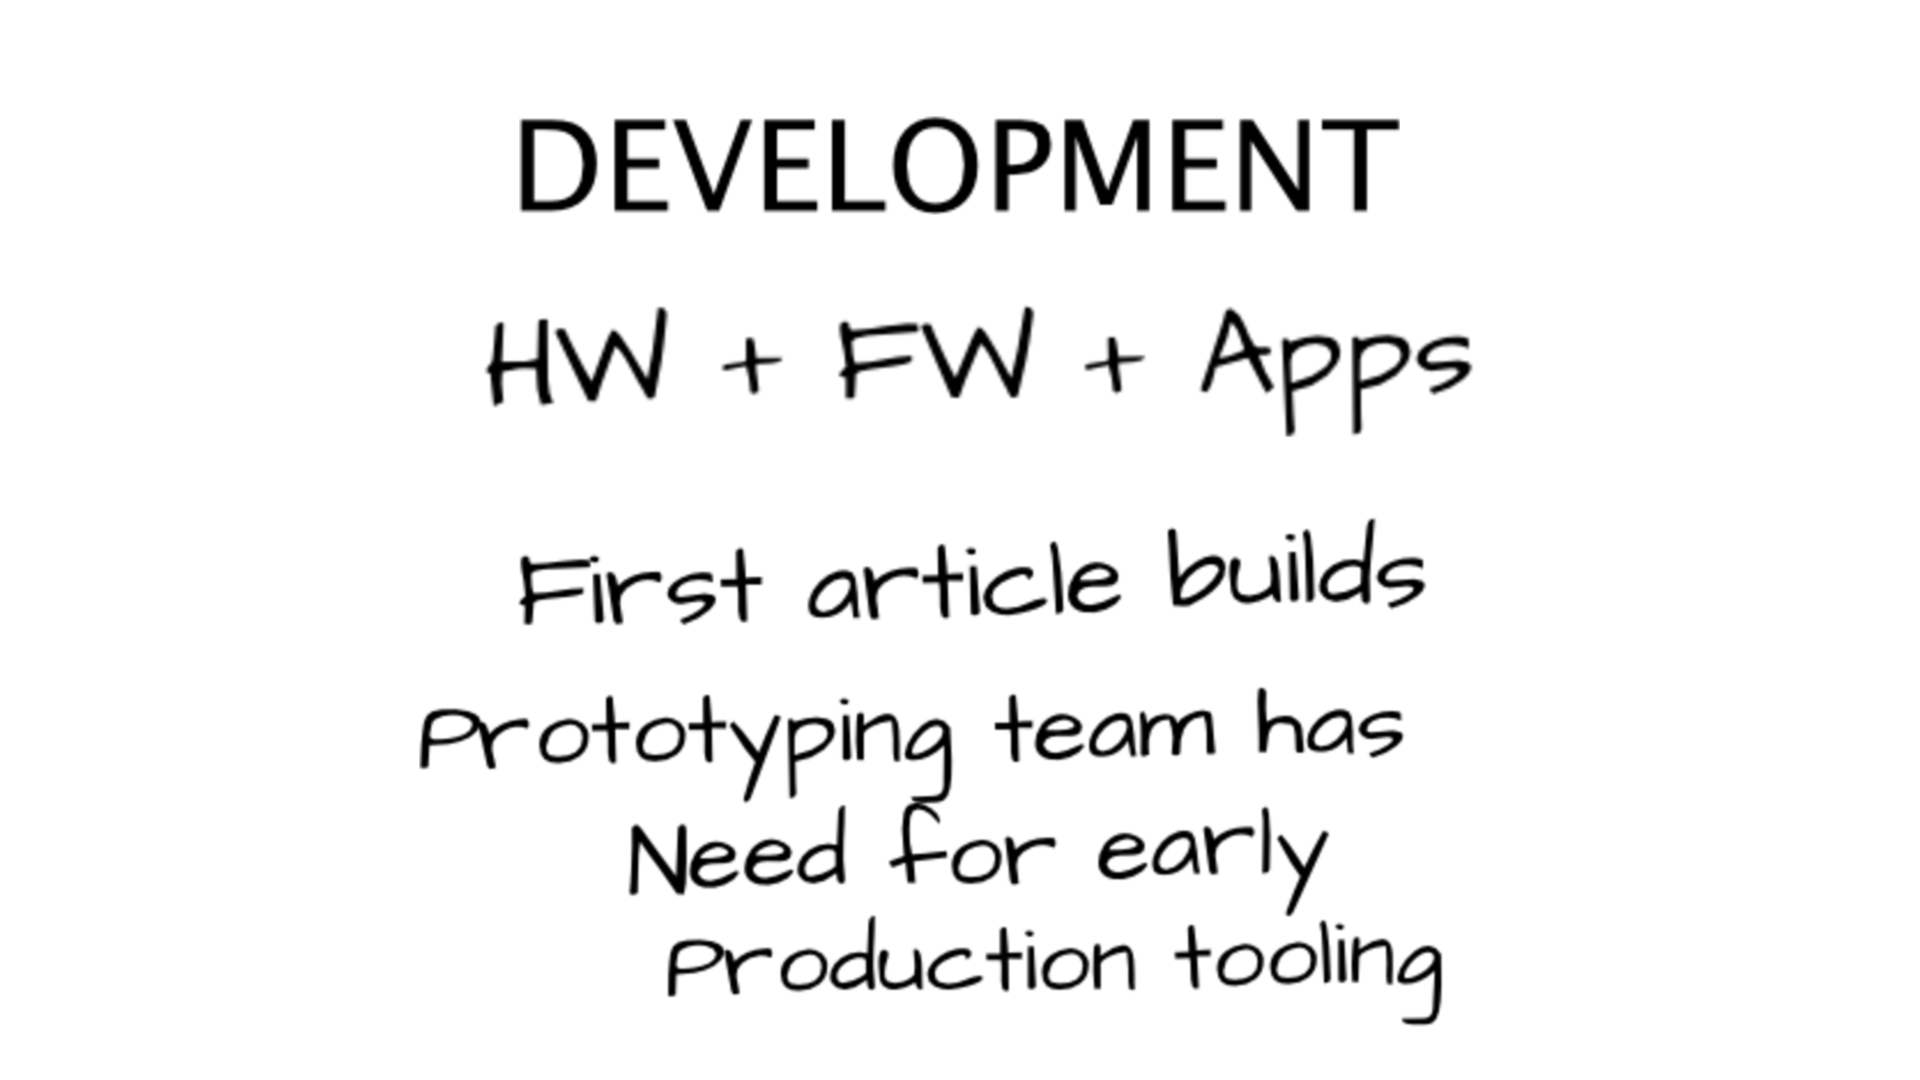 DEVELOPMENT
HW + FW + Apps
First article builds
Prototyping team has
Need for early
Production tooling